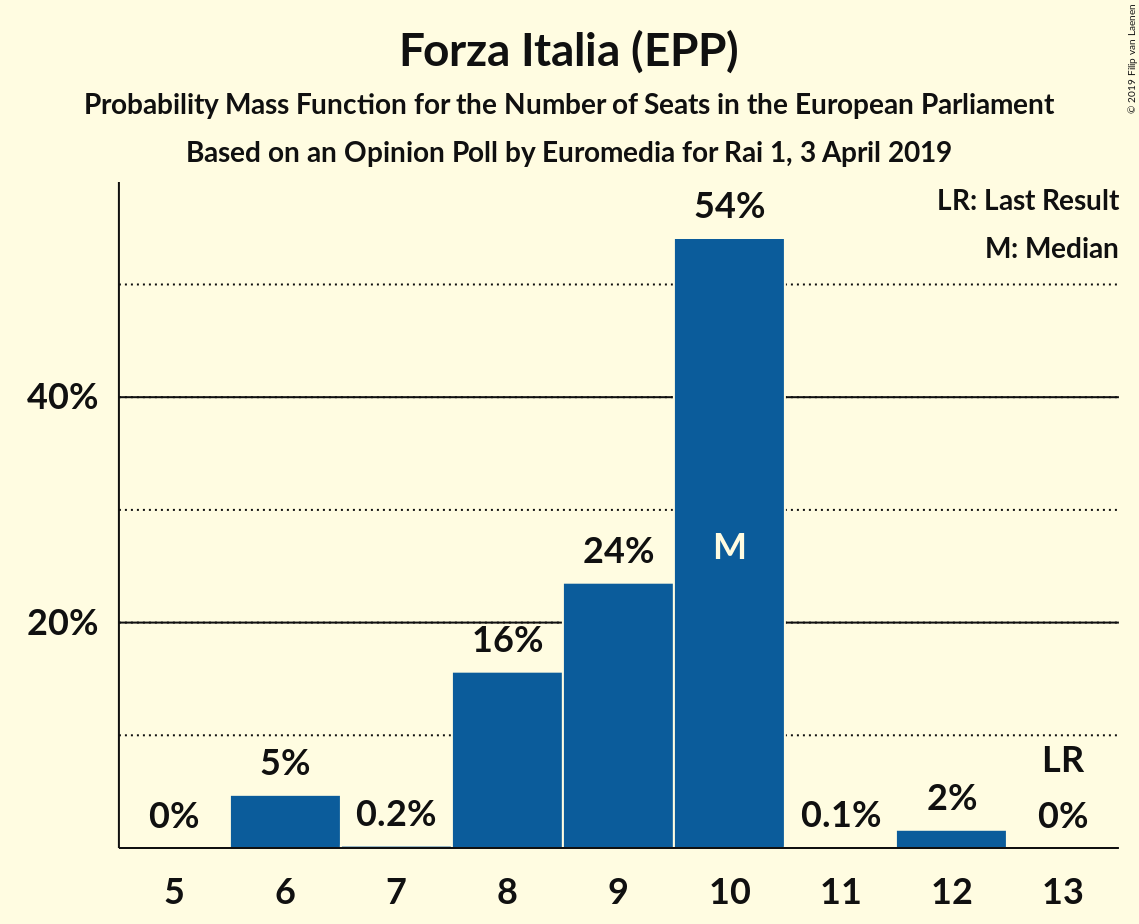 Forza Italia (EPP)
Probability Mass Function for the Number of Seats in the European Parliament
Based on an Opinion Poll by Euromedia for Rai 1, 3 April 2019
© 2019 Filip van Laenen
LR: Last Result
M: Median
54%
40%
M
24%
20%
16%
5%
LR
2%
0%
0.2%
0.1%
0%
5 6 7 8 9 10 11 12 13